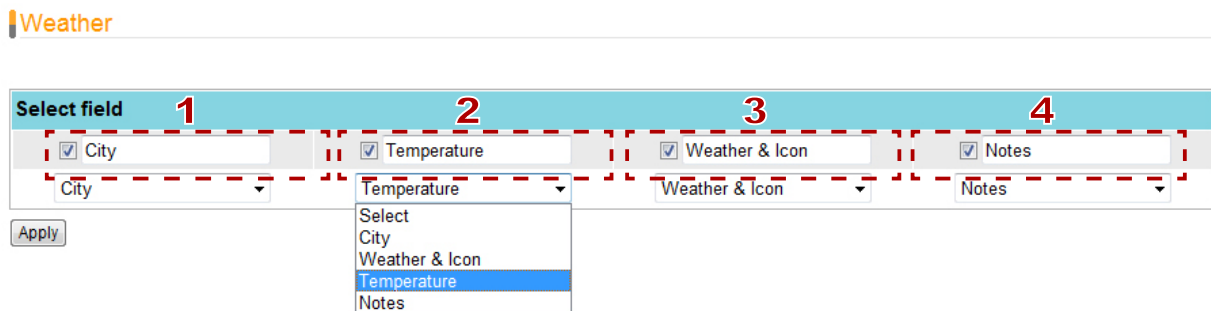 Weather
Select field 1 2 3 4
City Temperature Weather & Icon Notes
City Temperature Weather & Icon Notes
Apply
Select
City
Weather & Icon
Temperature
Notes